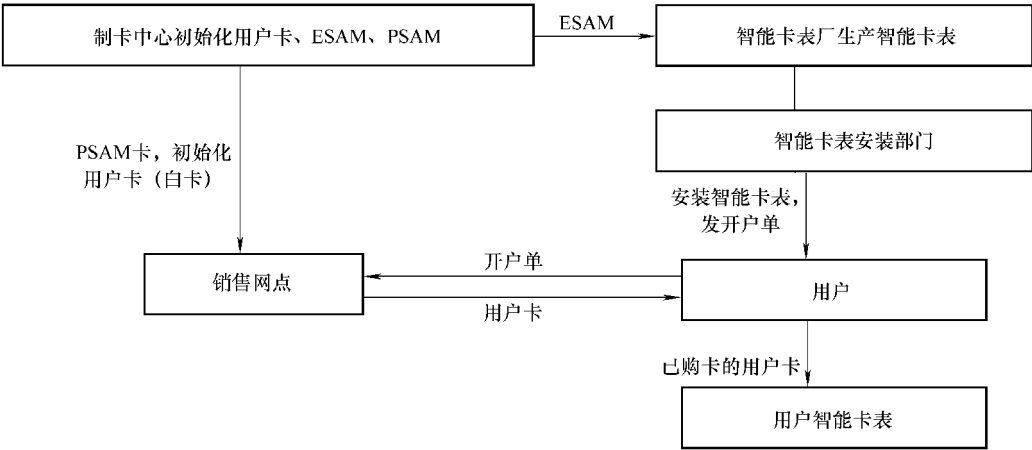 制卡中心初始化用户卡、ESAM、PSAM
ESAM
智能卡表厂生产智能卡表
智能卡表安装部门
PSAM卡，初始化
用户卡（白卡）
安装智能卡表，
发开户单
销售网点
开户单
用户卡
用户
已购卡的用户卡
用户智能卡表